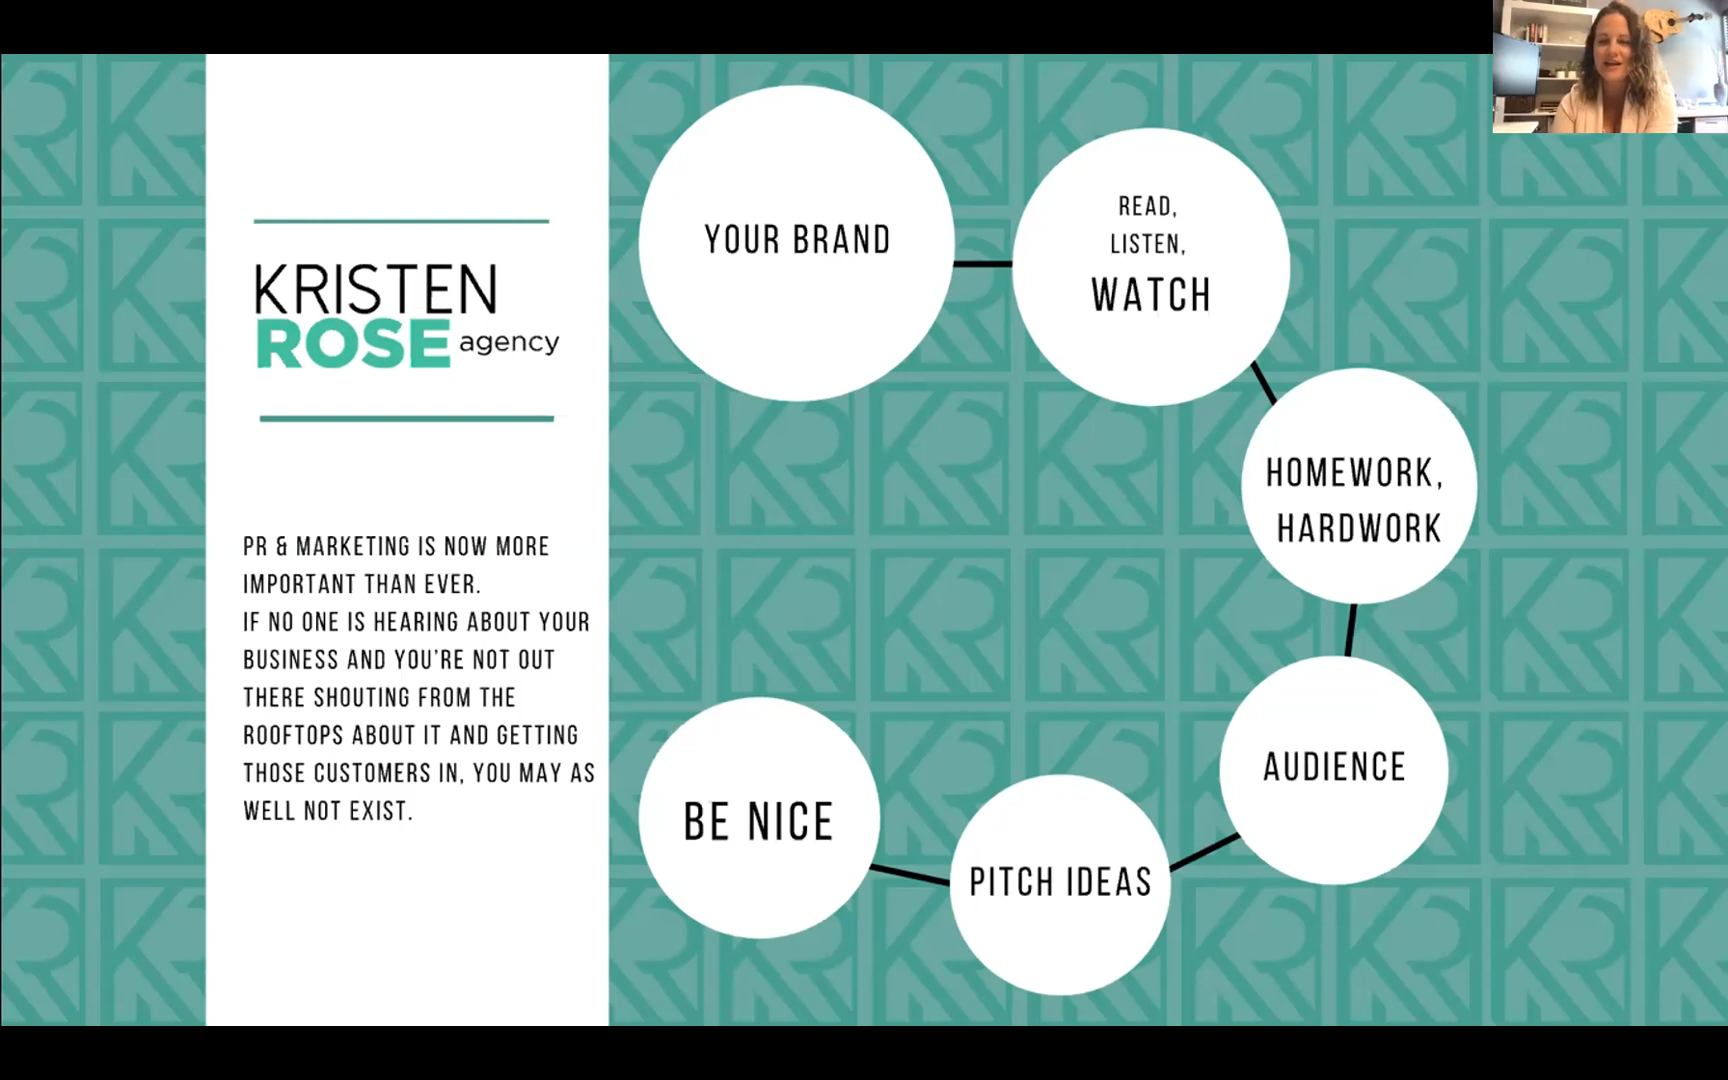 KRISTEN
ROSE agency
PR & MARKETING IS NOW MORE
IMPORTANT THAN EVER.
IF NO ONE IS HEARING ABOUT YOUR
BUSINESS AND YOU'RE NOT OUT
THERE SHOUTING FROM THE
ROOFTOPS ABOUT IT AND GETTING
THOSE CUSTOMERS IN, YOU MAY AS
WELL NOT EXIST.
YOUR BRAND
READ,
LISTEN,
WATCH
HOMEWORK,
HARDWORK
AUDIENCE
PITCH IDEAS
BE NICE